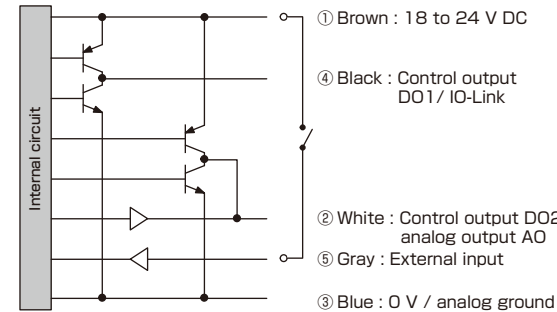 Internal circuit
① Brown : 18 to 24 V DC
④ Black : Control output
DO1/ IO-Link
② White : Control output DO2
analog output AO
⑤ Gray : External input
③ Blue : 0 V / analog ground